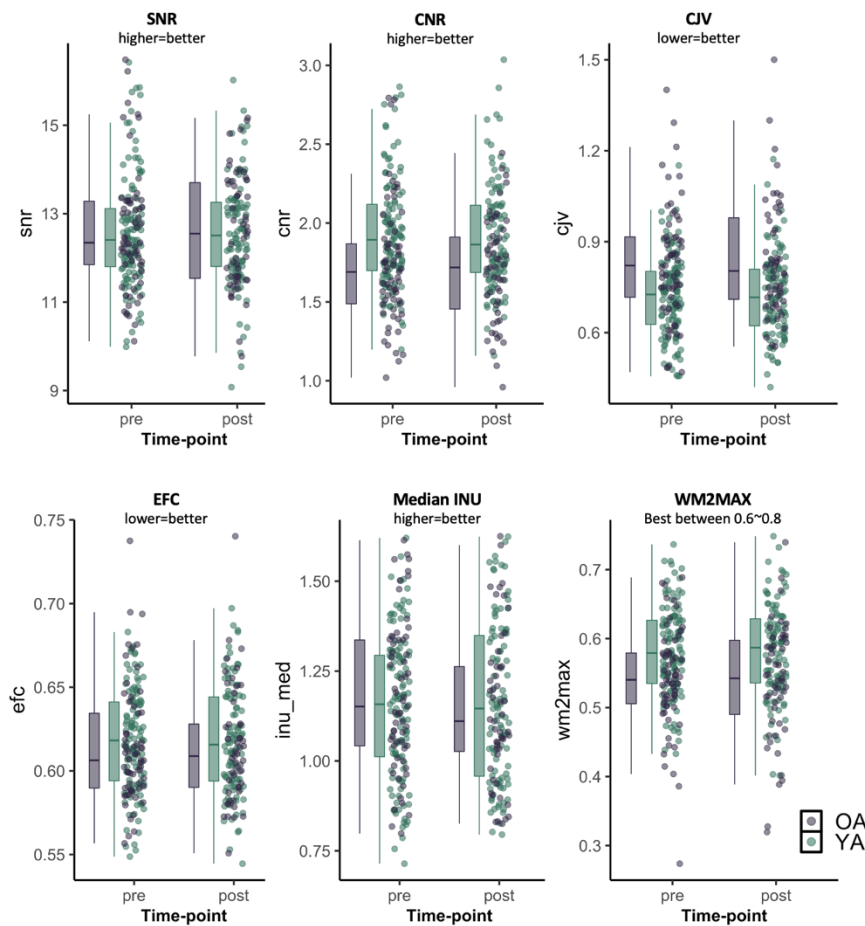 SNR
higher=better
snr
15
13
11
9
pre
post
Time-point
CNR
higher=better
cnr
3.0
2.5
2.0
1.5
1.0
pre
post
Time-point
CJV
lower=better
cjv
1.5
1.2
0.9
0.6
pre
post
Time-point
EFC
lower=better
efc
0.75
0.70
0.65
0.60
0.55
pre
post
Time-point
Median INU
higher=better
inu_med
1.50
1.25
1.00
0.75
pre
post
Time-point
WM2MAX
Best between 0.6~0.8
wm2max
0.7
0.6
0.5
0.4
0.3
pre
post
Time-point
OA
YA